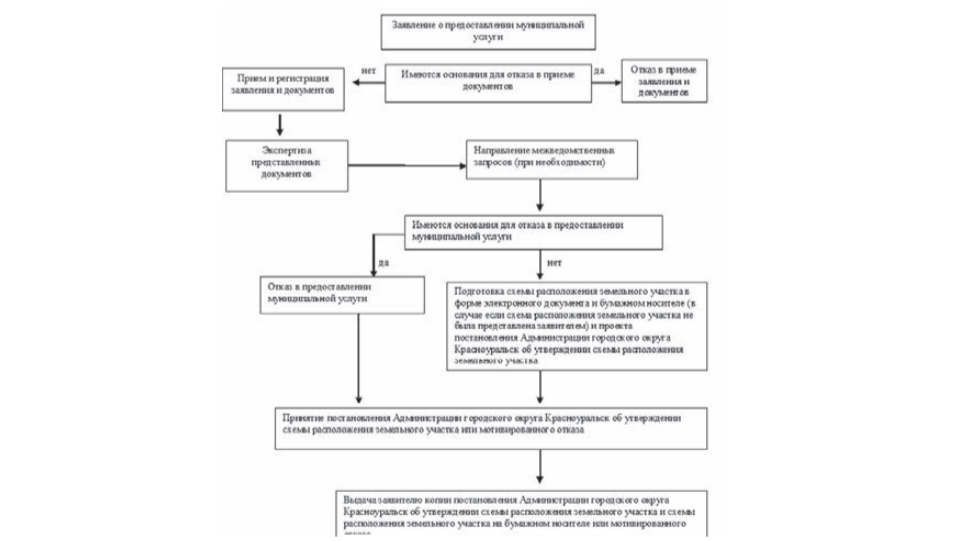 Заявление о предоставлении муниципальной
услуги
нет
Имеются основания для отказа в приеме
документов
да
Отказ в приеме
заявления и
документов
Прием и регистрация
заявления и документов
Экспертиза
представленных
документов
Направление межведомственных
запросов (при необходимости)
Имеются основания для отказа в предоставлении
муниципальной услуги
да
нет
Отказ в предоставлении
муниципальной услуги
Подготовка схемы расположения земельного участка в
форме электронного документа и бумажном носителе (в
случае если схема расположения земельного участка не
была представлена заявителем) и проекта
постановления Администрации городского округа
Красноуральск об утверждении схемы расположения
земельного участка
Принятие постановления Администрации городского округа Красноуральск об утверждении
схемы расположения земельного участка или мотивированного отказа
Выдача заявителю копии постановления Администрации городского округа
Красноуральск об утверждении схемы расположения земельного участка и схемы
расположения земельного участка на бумажном носителе или мотивированного